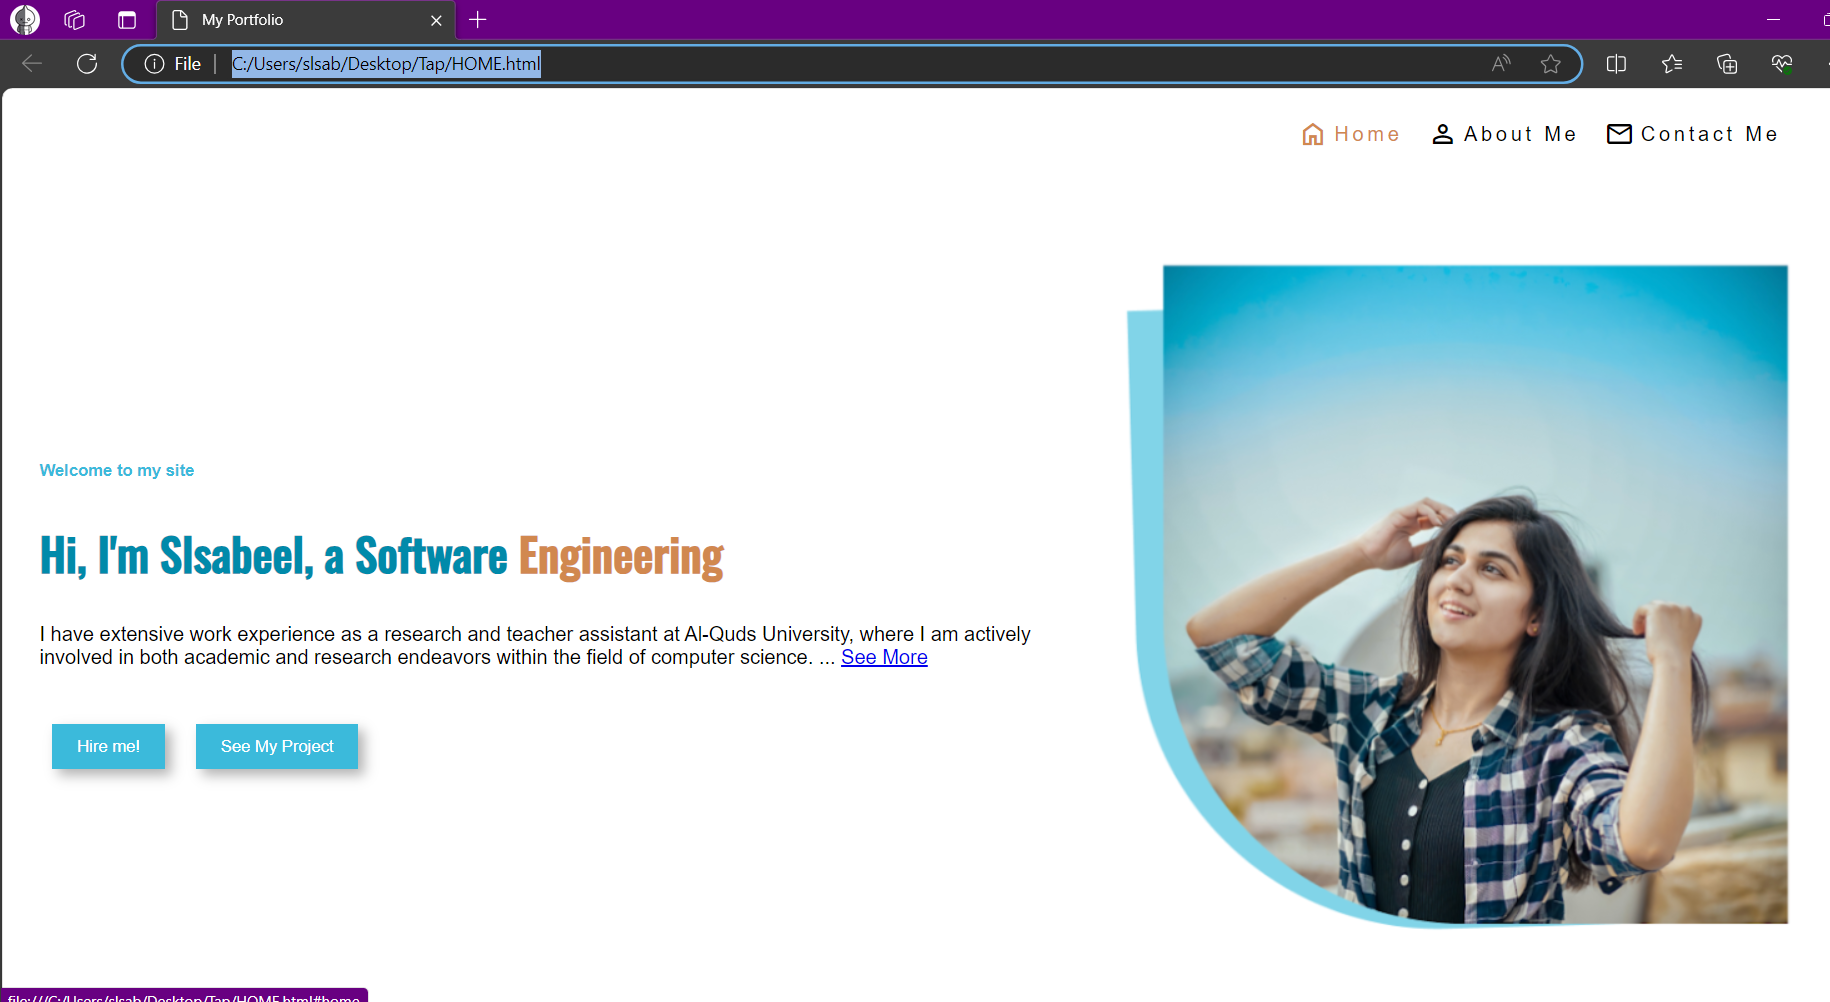 My Portfolio
File
C:/Users/slsab/Desktop/Tap/HOME.html
Home
About Me
Contact Me
Welcome to my site
Hi, I'm Slsabeel, a Software Engineering
I have extensive work experience as a research and teacher assistant at Al-Quds University, where I am actively
involved in both academic and research endeavors within the field of computer science. ... See More
Hire me!
See My Project
file:///C:/Users/slsab/Desktop/Tap/HOME.html#home